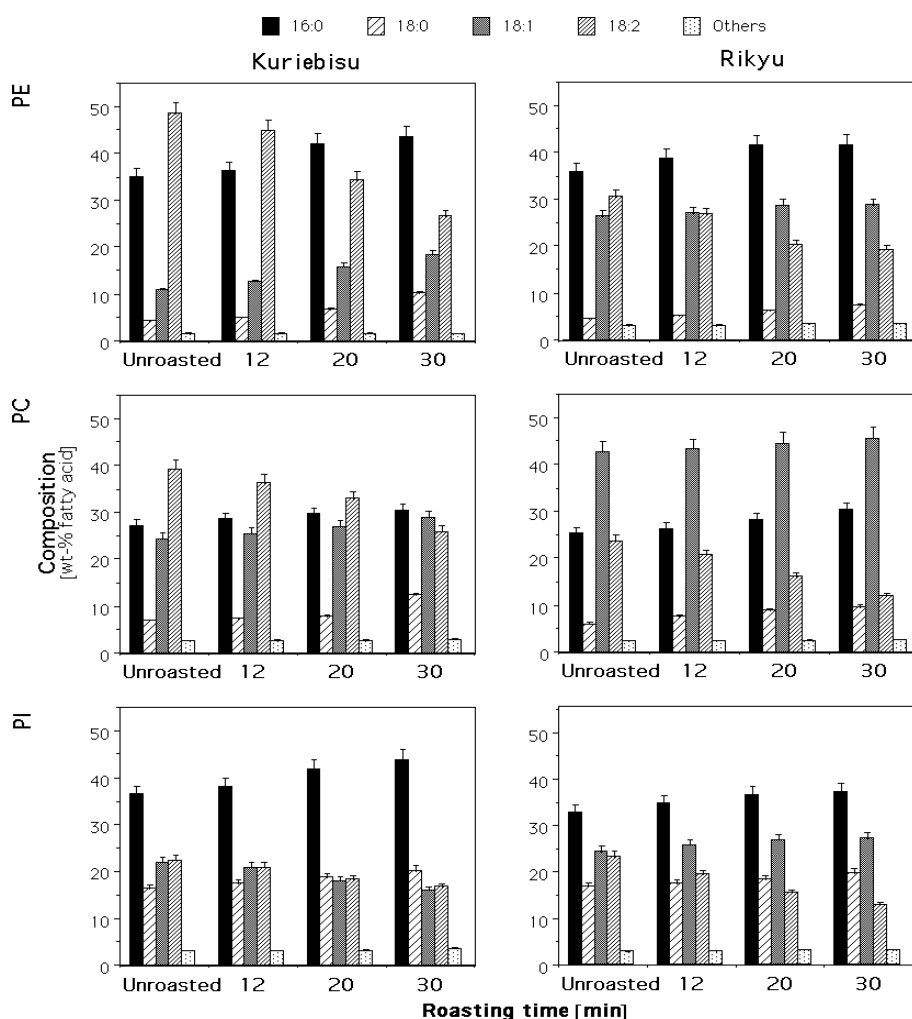 16:0 18:0 18:1 18:2 Others
Kuriebisu Rikyu
PE
50
40
30
20
10
0
Unroasted 12 20 30
50
40
30
20
10
0
Unroasted 12 20 30
PC
Composition
[wt-% fatty acid]
50
40
30
20
10
0
Unroasted 12 20 30
50
40
30
20
10
0
Unroasted 12 20 30
PI
50
40
30
20
10
0
Unroasted 12 20 30
50
40
30
20
10
0
Unroasted 12 20 30
Roasting time [min]